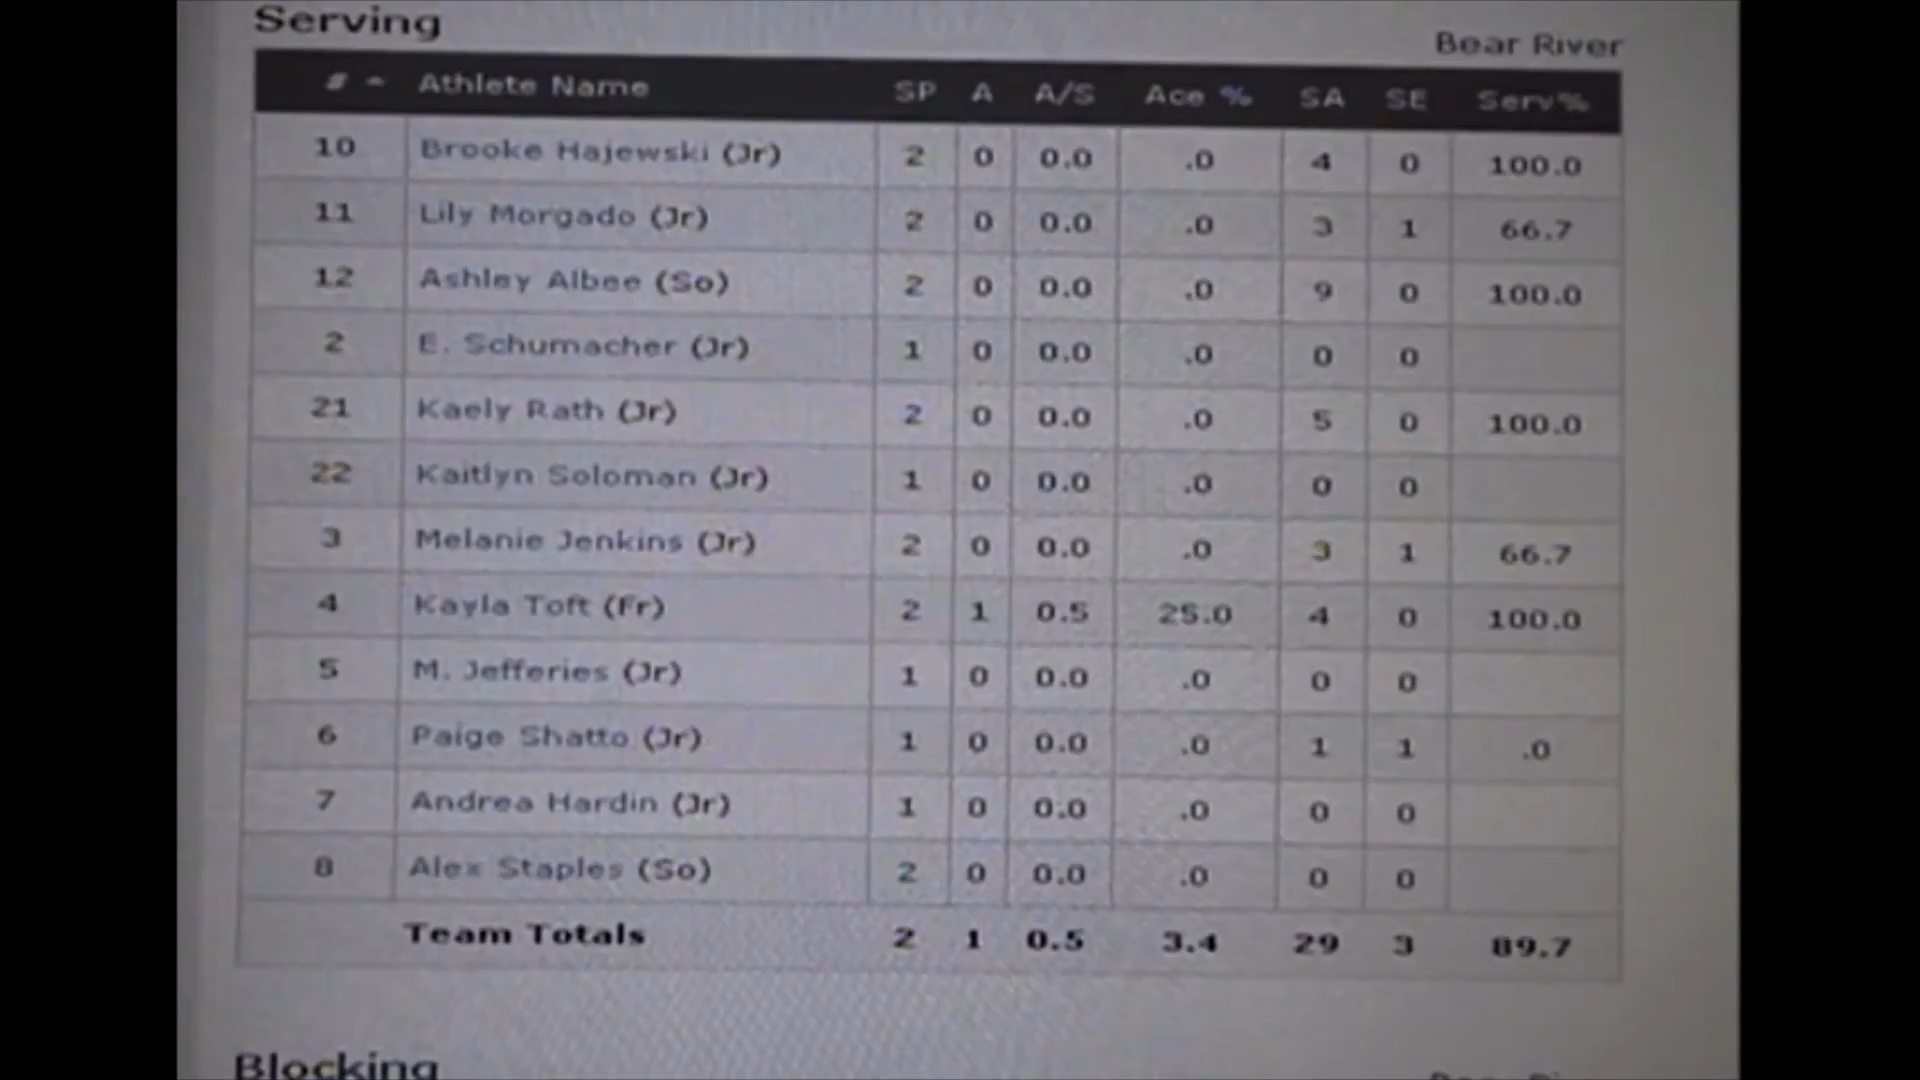 Serving
Bear River
# Athlete Name SP A A/S Ace % SA SE Serv%
10 Brooke Hajewski (Jr) 2 0 0.0 .0 4 0 100.0
11 Lily Morgado (Jr) 2 0 0.0 .0 3 1 66.7
12 Ashley Albee (So) 2 0 0.0 .0 9 0 100.0
2 E. Schumacher (Jr) 1 0 0.0 .0 0 0
21 Kaely Rath (Jr) 2 0 0.0 .0 5 0 100.0
22 Kaitlyn Soloman (Jr) 1 0 0.0 .0 0 0
3 Melanie Jenkins (Jr) 2 0 0.0 .0 3 1 66.7
4 Kayla Toft (Fr) 2 1 0.5 25.0 4 0 100.0
5 M. Jefferies (Jr) 1 0 0.0 .0 0 0
6 Paige Shatto (Jr) 1 0 0.0 .0 1 1 .0
7 Andrea Hardin (Jr) 1 0 0.0 .0 0 0
8 Alex Staples (So) 2 0 0.0 .0 0 0
Team Totals 2 1 0.5 3.4 29 3 89.7
Blocking